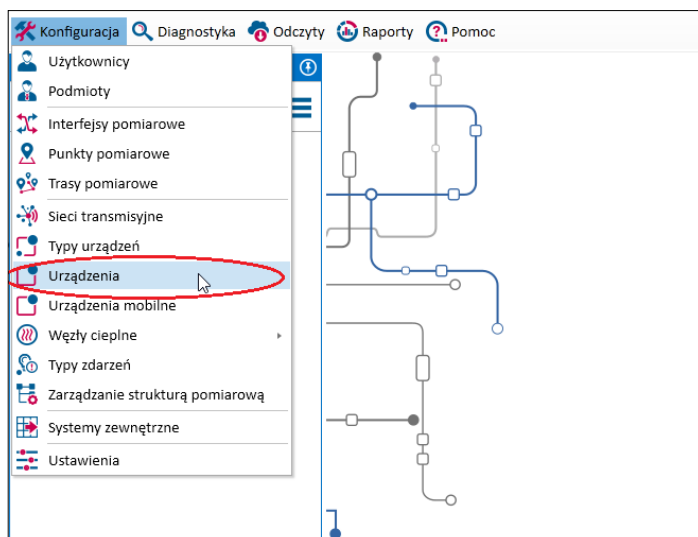 Konfiguracja Diagnostyka Odczyty Raporty Pomoc
Użytkownicy
Podmioty
Interfejsy pomiarowe
Punkty pomiarowe
Trasy pomiarowe
Sieci transmisyjne
Typy urządzeń
Urządzenia
Urządzenia mobilne
Węzły cieplne
Typy zdarzeń
Zarządzanie strukturą pomiarową
Systemy zewnętrzne
Ustawienia